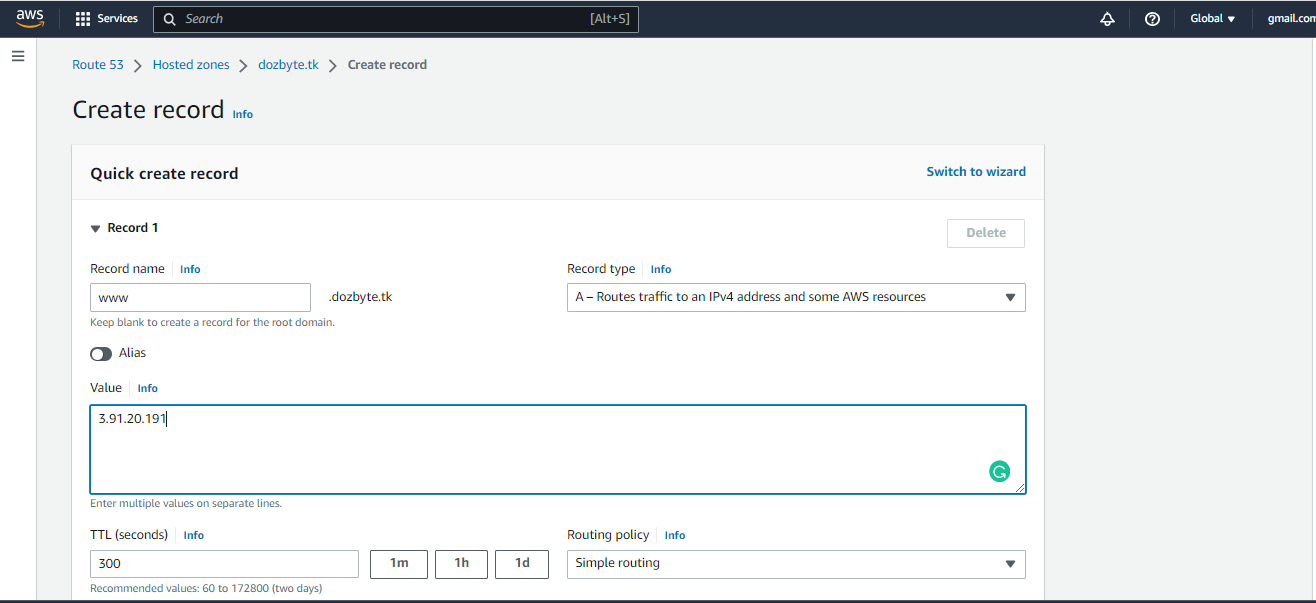 aws Services Search [Alt+S] Global gmail.com
Route 53 Hosted zones dozbyte.tk Create record
Create record Info
Quick create record Switch to wizard
Record 1 Delete
Record name Info Record type Info
www .dozbyte.tk A – Routes traffic to an IPv4 address and some AWS resources
Keep blank to create a record for the root domain.
Alias
Value Info
3.91.20.191
Enter multiple values on separate lines.
TTL (seconds) Info Routing policy Info
300 1m 1h 1d Simple routing
Recommended values: 60 to 172800 (two days)